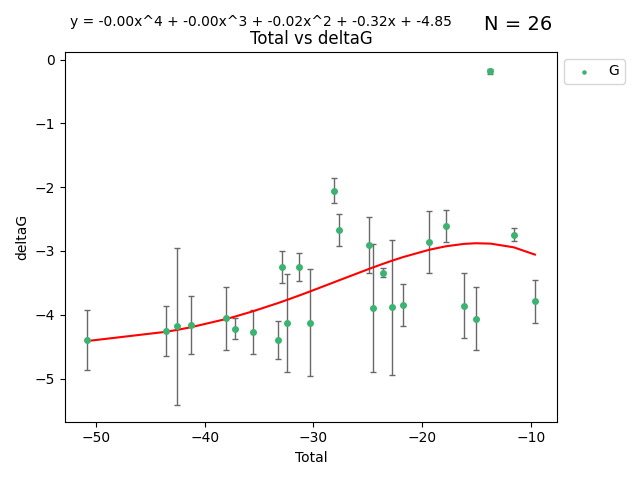 y = -0.00x^4 + -0.00x^3 + -0.02x^2 + -0.32x + -4.85
N = 26
Total vs deltaG
G
0
−1
−2
−3
−4
−5
deltaG
−50 −40 −30 −20 −10
Total